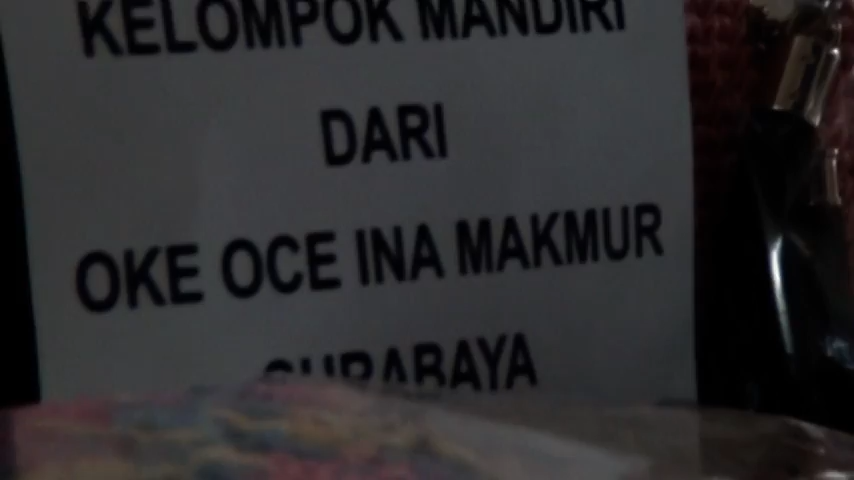 KELOMPOK MANDIRI
DARI
OKE OCE INA MAKMUR
SURABAYA